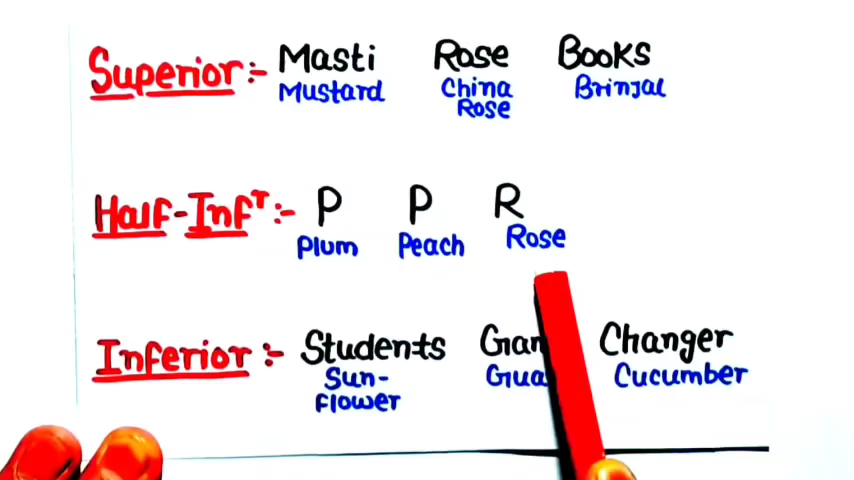 Superior :- Masti Rose Books
Mustard China Rose Brinjal
Half-Infr :- P P R
Plum Peach Rose
Inferior :- Students Changer
Sun-flower Cucumber